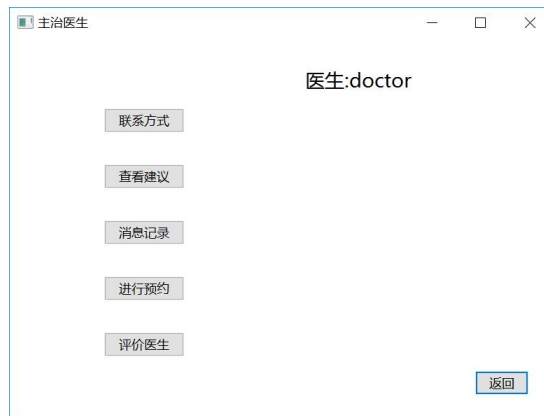 主治医生
医生:doctor
联系方式
查看建议
消息记录
进行预约
评价医生
返回